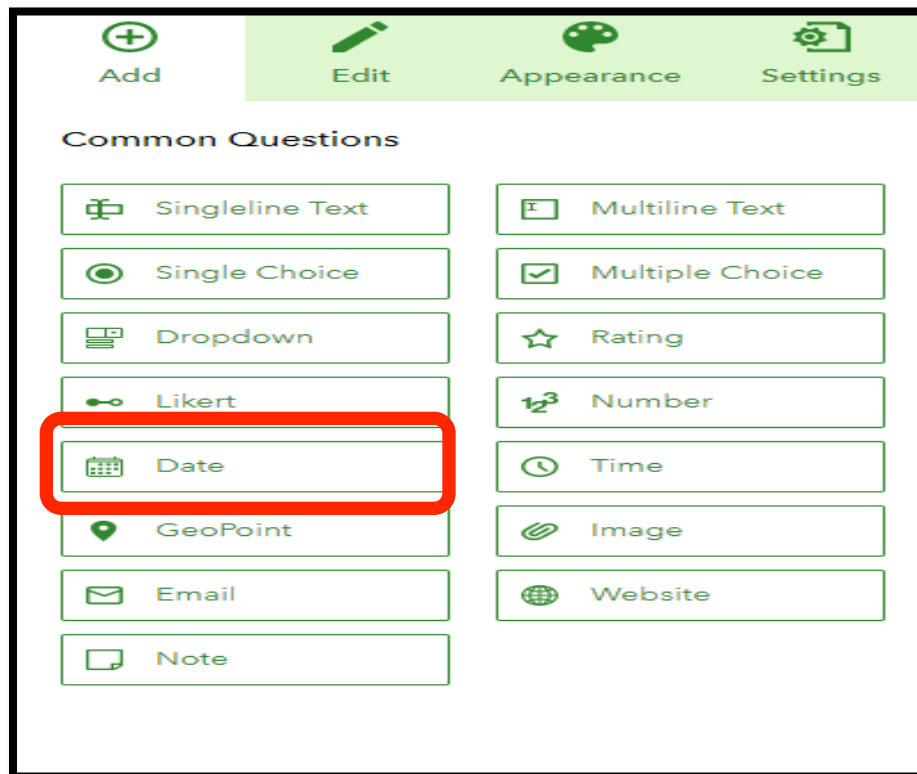 Add Edit Appearance Settings
Common Questions
Singleline Text Multiline Text
Single Choice Multiple Choice
Dropdown Rating
Likert Number
Date Time
GeoPoint Image
Email Website
Note